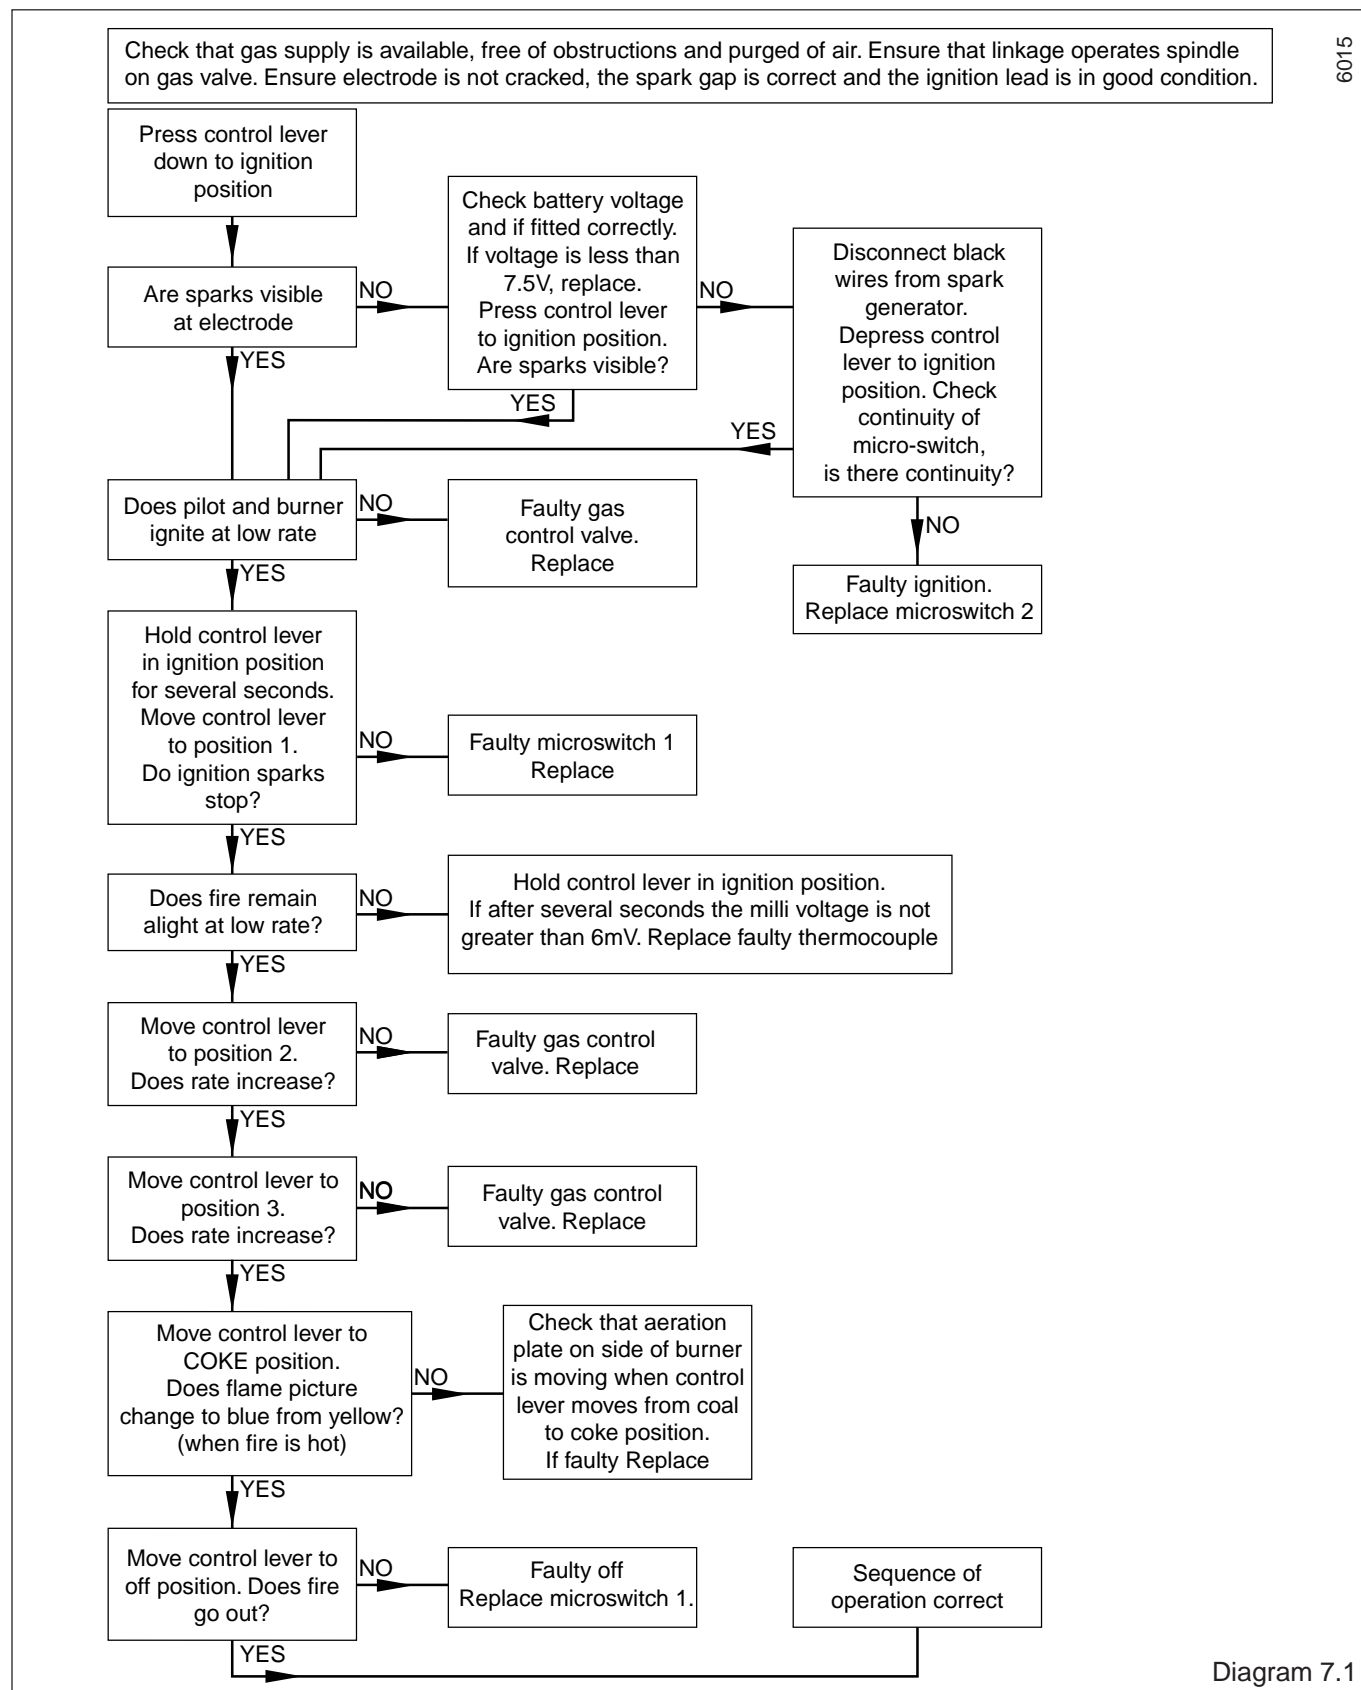 Check that gas supply is available, free of obstructions and purged of air. Ensure that linkage operates spindle
on gas valve. Ensure electrode is not cracked, the spark gap is correct and the ignition lead is in good condition.
6015
Press control lever
down to ignition
position
Are sparks visible
at electrode
NO
YES
Check battery voltage
and if fitted correctly.
If voltage is less than
7.5V, replace.
Press control lever
to ignition position.
Are sparks visible?
NO
YES
Disconnect black
wires from spark
generator.
Depress control
lever to ignition
position. Check
continuity of
micro-switch,
is there continuity?
YES
NO
Faulty ignition.
Replace microswitch 2
Does pilot and burner
ignite at low rate
NO
YES
Faulty gas
control valve.
Replace
Hold control lever
in ignition position
for several seconds.
Move control lever
to position 1.
Do ignition sparks
stop?
NO
YES
Faulty microswitch 1
Replace
Does fire remain
alight at low rate?
NO
YES
Hold control lever in ignition position.
If after several seconds the milli voltage is not
greater than 6mV. Replace faulty thermocouple
Move control lever
to position 2.
Does rate increase?
NO
YES
Faulty gas control
valve. Replace
Move control lever to
position 3.
Does rate increase?
NO
YES
Faulty gas control
valve. Replace
Move control lever to
COKE position.
Does flame picture
change to blue from yellow?
(when fire is hot)
NO
YES
Check that aeration
plate on side of burner
is moving when control
lever moves from coal
to coke position.
If faulty Replace
Move control lever to
off position. Does fire
go out?
NO
YES
Faulty off
Replace microswitch 1.
Sequence of
operation correct
Diagram 7.1